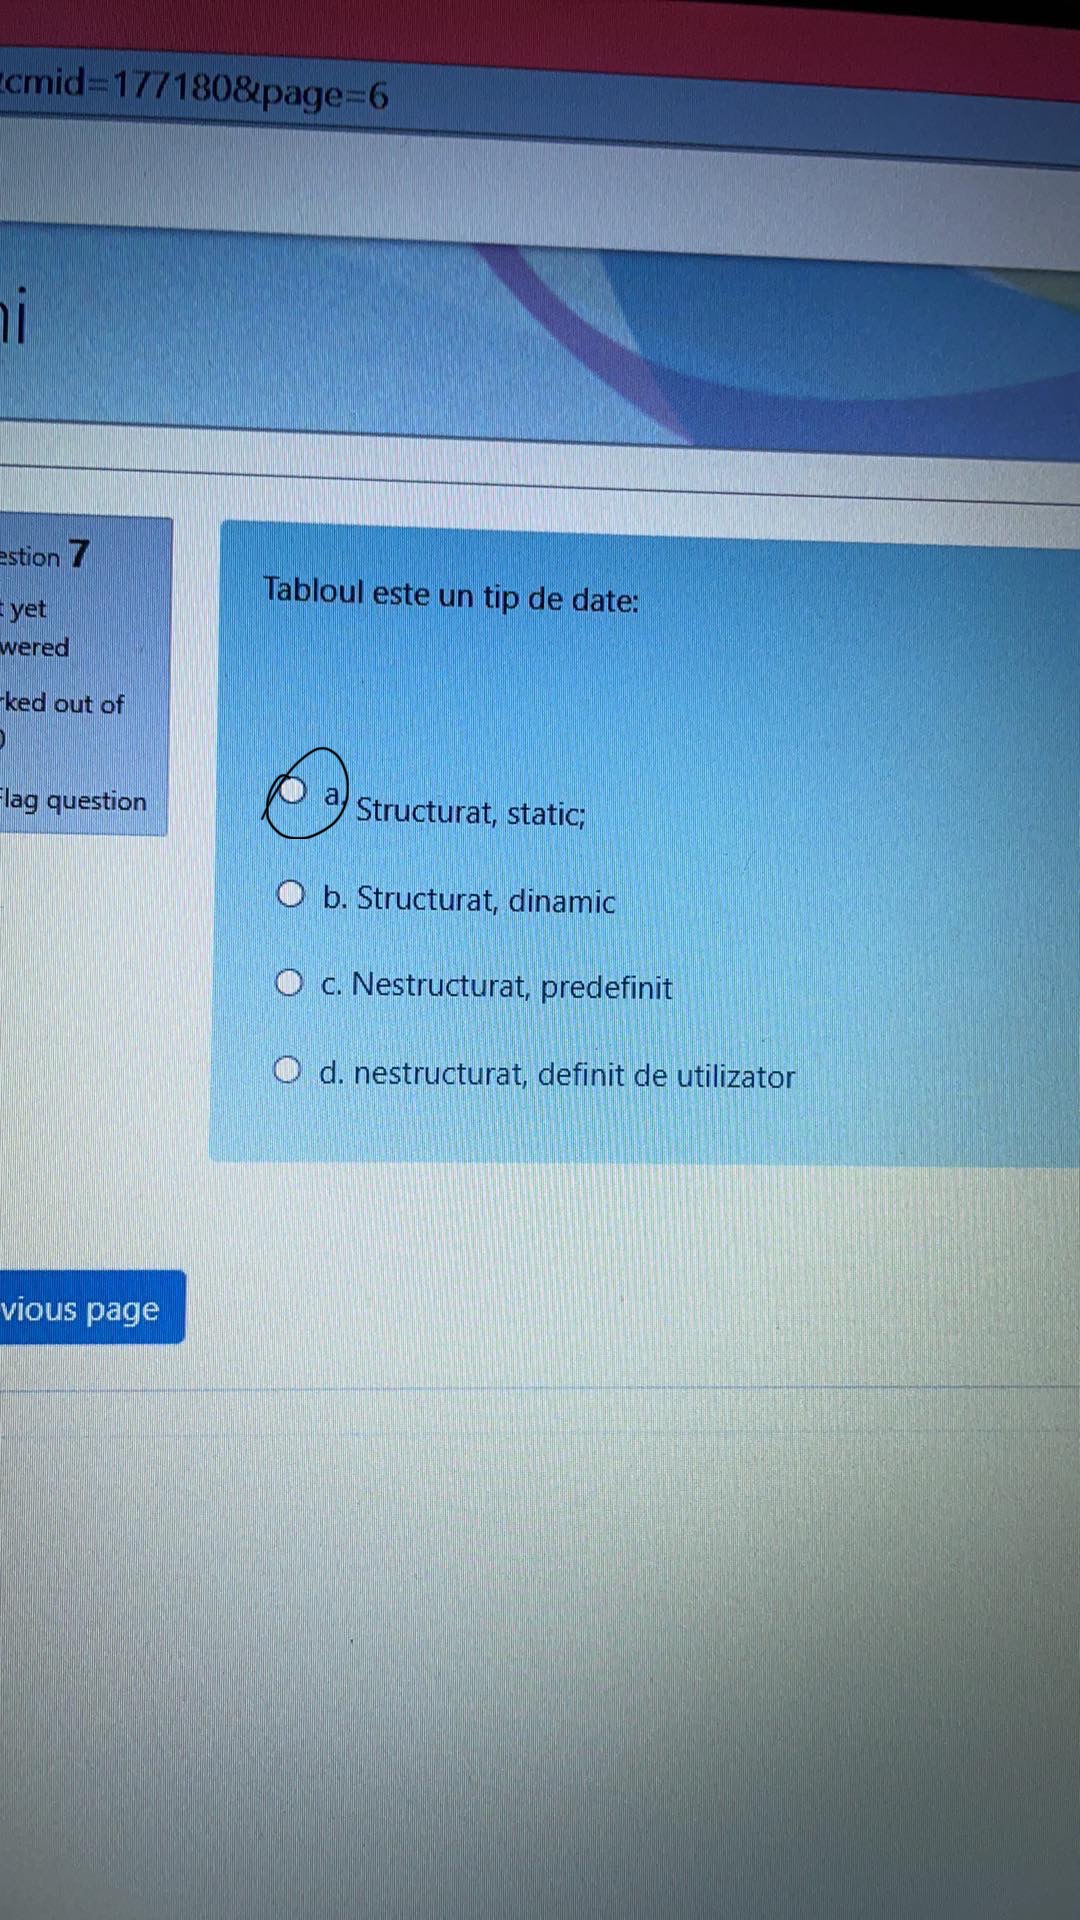 cmid=177180&page=6
ni
estion 7
yet
wered
rked out of
Flag question
Tabloul este un tip de date:
a. Structurat, static;
b. Structurat, dinamic
c. Nestructurat, predefinit
d. nestructurat, definit de utilizator
vious page